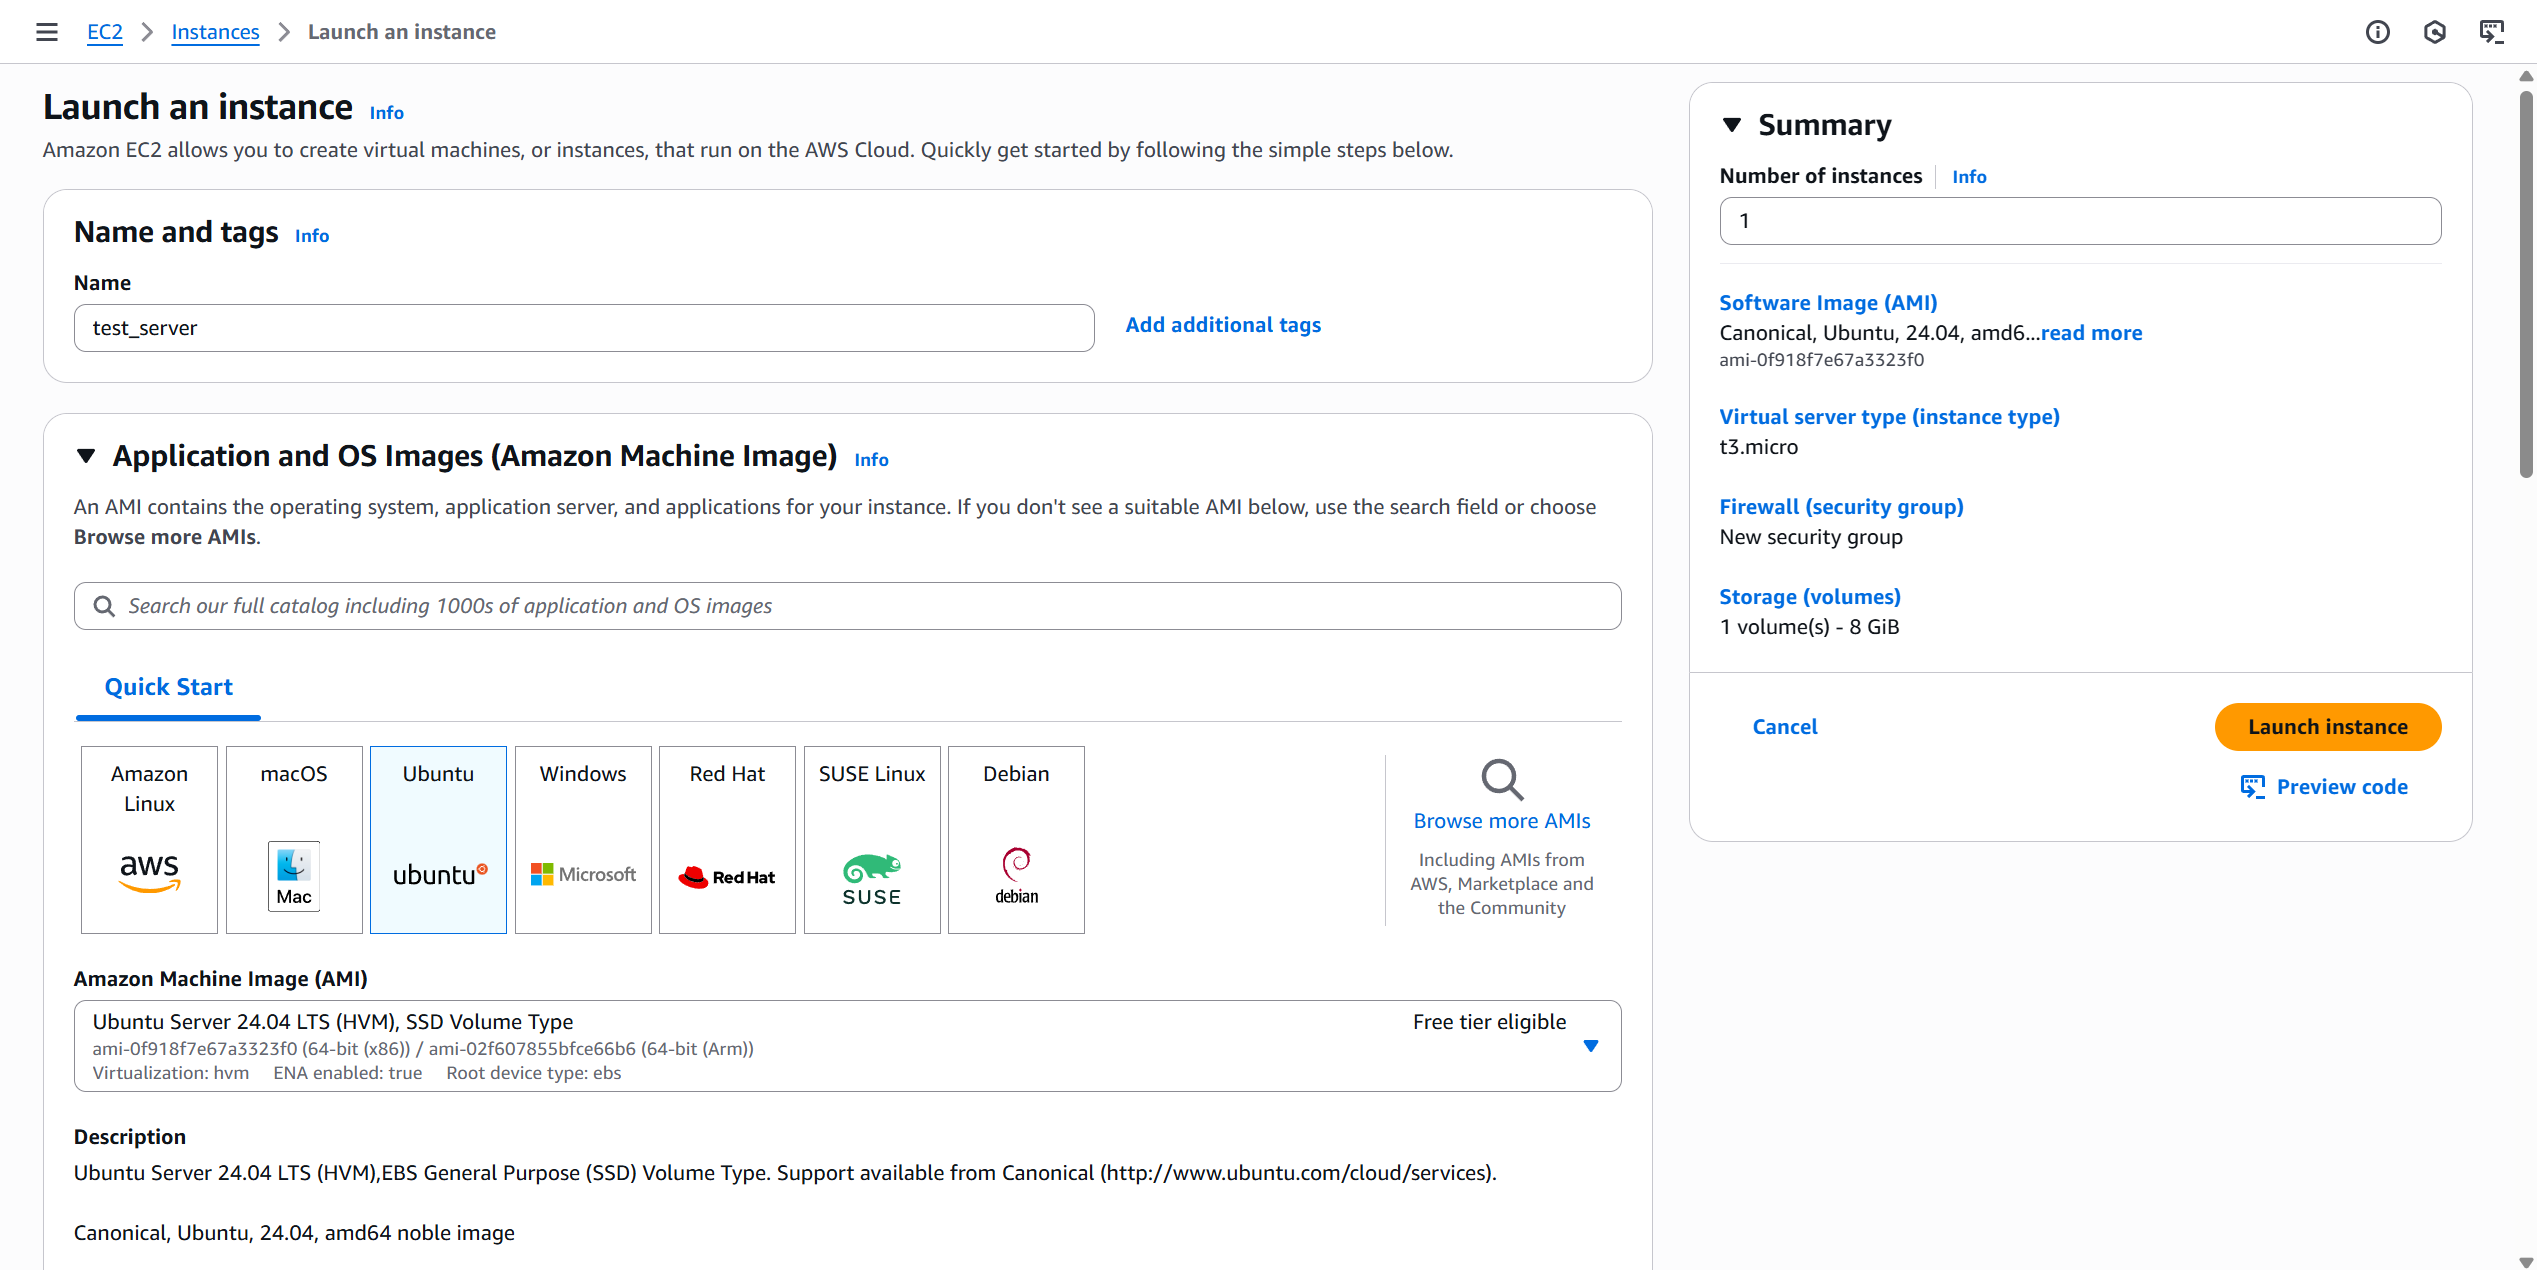 EC2 > Instances > Launch an instance
Launch an instance Info
Amazon EC2 allows you to create virtual machines, or instances, that run on the AWS Cloud. Quickly get started by following the simple steps below.
Name and tags Info
Name
test_server
Add additional tags
Application and OS Images (Amazon Machine Image) Info
An AMI contains the operating system, application server, and applications for your instance. If you don't see a suitable AMI below, use the search field or choose
Browse more AMIs.
Search our full catalog including 1000s of application and OS images
Quick Start
Amazon
Linux
aws
macOS
Mac
Ubuntu
ubuntu
Windows
Microsoft
Red Hat
Red Hat
SUSE Linux
SUSE
Debian
debian
Browse more AMIs
Including AMIs from
AWS, Marketplace and
the Community
Amazon Machine Image (AMI)
Ubuntu Server 24.04 LTS (HVM), SSD Volume Type
Free tier eligible
ami-0f918f7e67a3323f0 (64-bit (x86)) / ami-02f607855bfce66b6 (64-bit (Arm))
Virtualization: hvm ENA enabled: true Root device type: ebs
Description
Ubuntu Server 24.04 LTS (HVM),EBS General Purpose (SSD) Volume Type. Support available from Canonical (http://www.ubuntu.com/cloud/services).
Canonical, Ubuntu, 24.04, amd64 noble image
Summary
Number of instances Info
1
Software Image (AMI)
Canonical, Ubuntu, 24.04, amd6...read more
ami-0f918f7e67a3323f0
Virtual server type (instance type)
t3.micro
Firewall (security group)
New security group
Storage (volumes)
1 volume(s) - 8 GiB
Cancel
Launch instance
Preview code